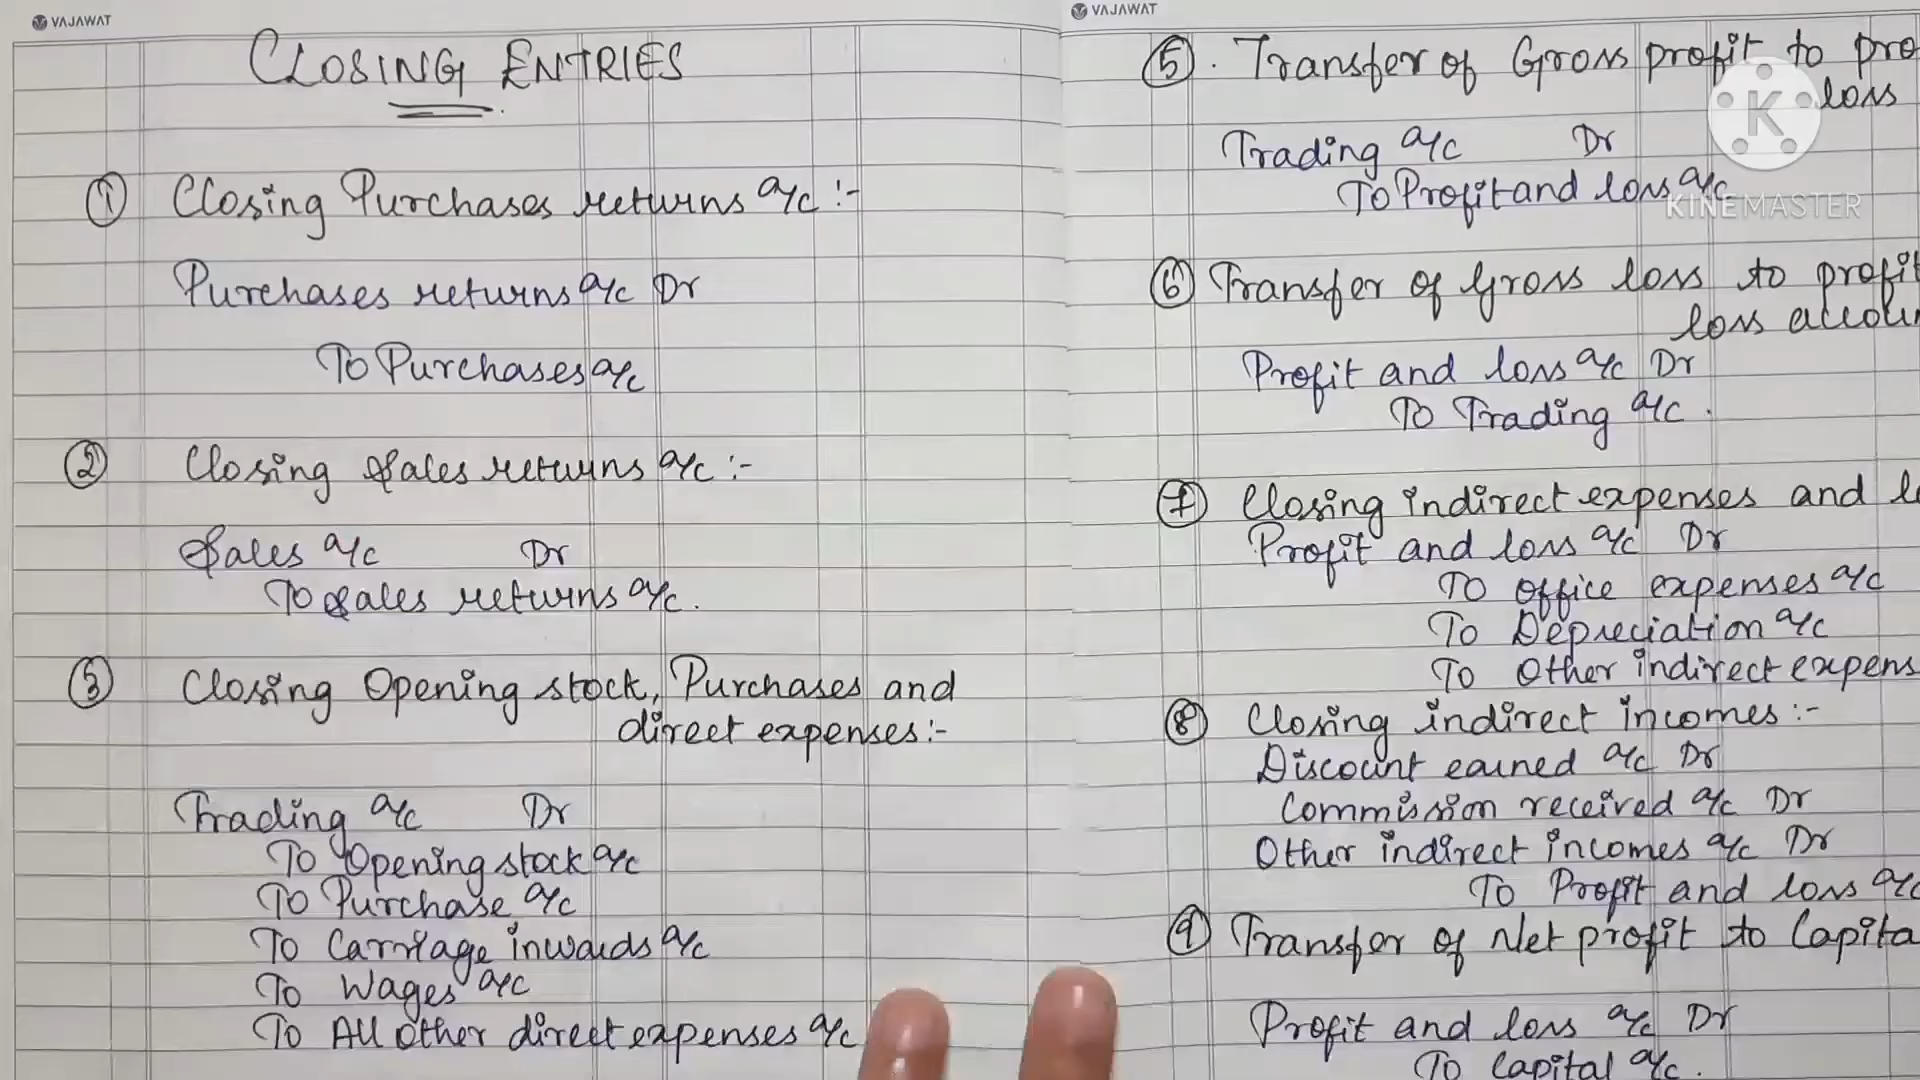 VAJAWAT
CLOSING ENTRIES
① Closing Purchases returns a/c :-
Purchases returns a/c Dr
To Purchases a/c
② Closing Sales returns a/c :-
Sales a/c Dr
To Sales returns a/c.
③ Closing Opening stock, Purchases and
direct expenses:-
Trading a/c Dr
To Opening stock a/c
To Purchase a/c
To Carriage inwards a/c
To Wages a/c
To All other direct expenses a/c
VAJAWAT
⑤. Transfer of Gross profit to pro
loss
Trading a/c Dr
To Profit and loss a/c
K
KINEMASTER
⑥ Transfer of Gross loss to profit
loss accou
Profit and loss a/c Dr
To Trading a/c.
⑦ Closing indirect expenses and l
Profit and loss a/c Dr
To office expenses a/c
To Depreciation a/c
To Other indirect expens
⑧ Closing indirect incomes:-
Discount earned a/c Dr
Commission received a/c Dr
Other indirect incomes a/c Dr
To Profit and loss a/c
⑨ Transfer of Net profit to Capita
Profit and loss a/c Dr
To Capital a/c.